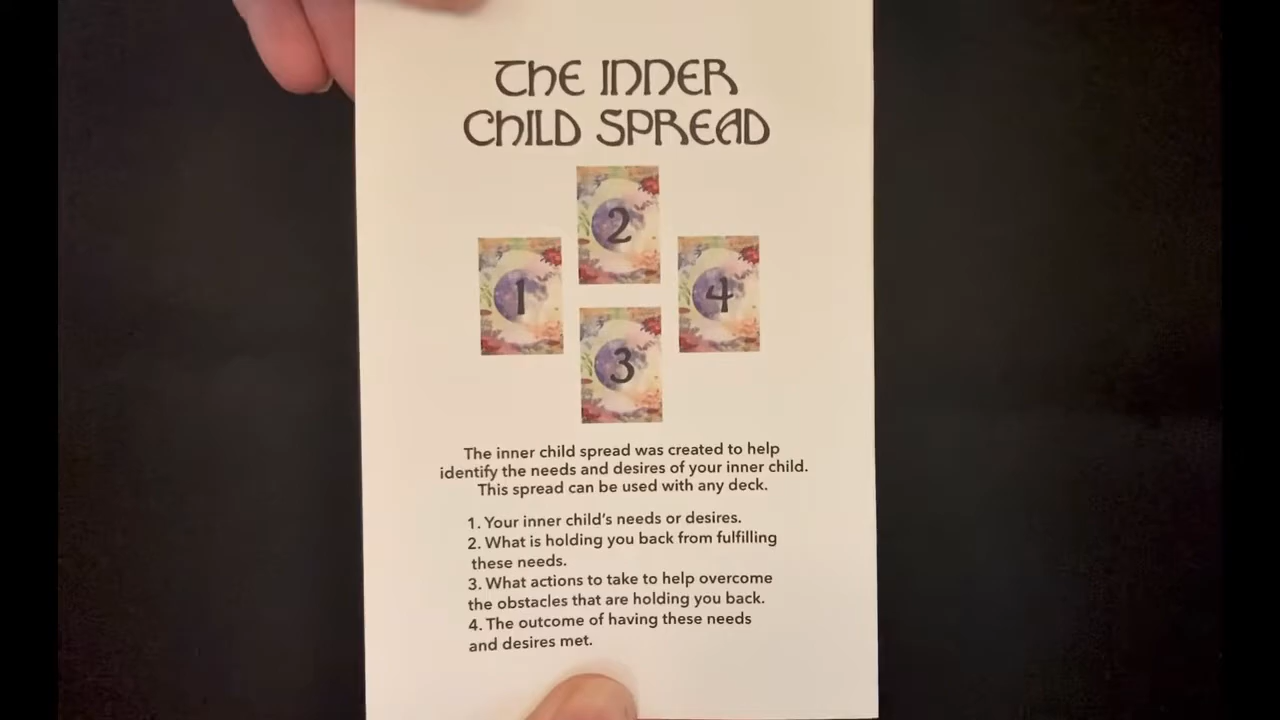 THE INNER
CHILD SPREAD
2
1
4
3
The inner child spread was created to help
identify the needs and desires of your inner child.
This spread can be used with any deck.
1. Your inner child's needs or desires.
2. What is holding you back from fulfilling
these needs.
3. What actions to take to help overcome
the obstacles that are holding you back.
4. The outcome of having these needs
and desires met.